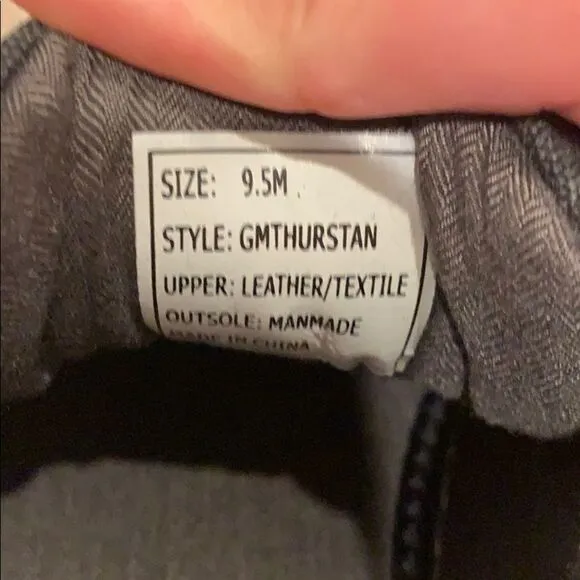 SIZE: 9.5M
STYLE: GMTHURSTAN
UPPER: LEATHER/TEXTILE
OUTSOLE: MANMADE
MADE IN CHINA